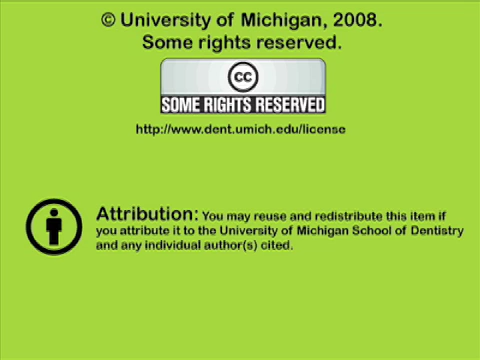 © University of Michigan, 2008.
Some rights reserved.
cc
SOME RIGHTS RESERVED
http://www.dent.umich.edu/license
Attribution: You may reuse and redistribute this item if
you attribute it to the University of Michigan School of Dentistry
and any individual author(s) cited.